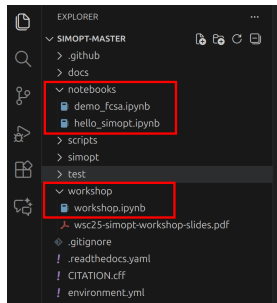 EXPLORER
SIMOPT-MASTER
.github
docs
notebooks
demo_fcsa.ipynb
hello_simopt.ipynb
scripts
simopt
test
workshop
workshop.ipynb
wsc25-simopt-workshop-slides.pdf
.gitignore
.readthedocs.yaml
CITATION.cff
environment.yml